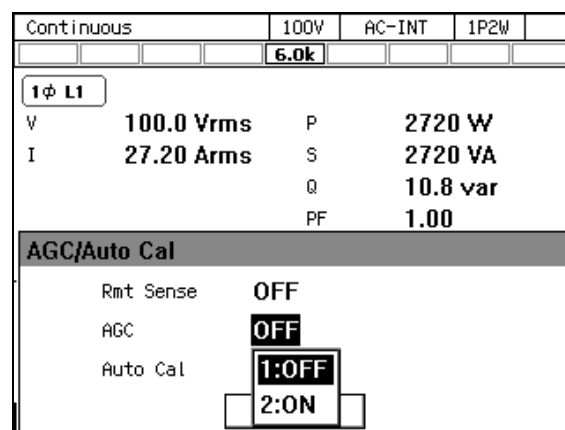 Continuous 100V AC-INT 1P2W
6.0k
1ϕ L1
V 100.0 Vrms P 2720 W
I 27.20 Arms S 2720 VA
Q 10.8 var
PF 1.00
AGC/Auto Cal
Rmt Sense OFF
AGC OFF
Auto Cal 1:OFF
2:ON